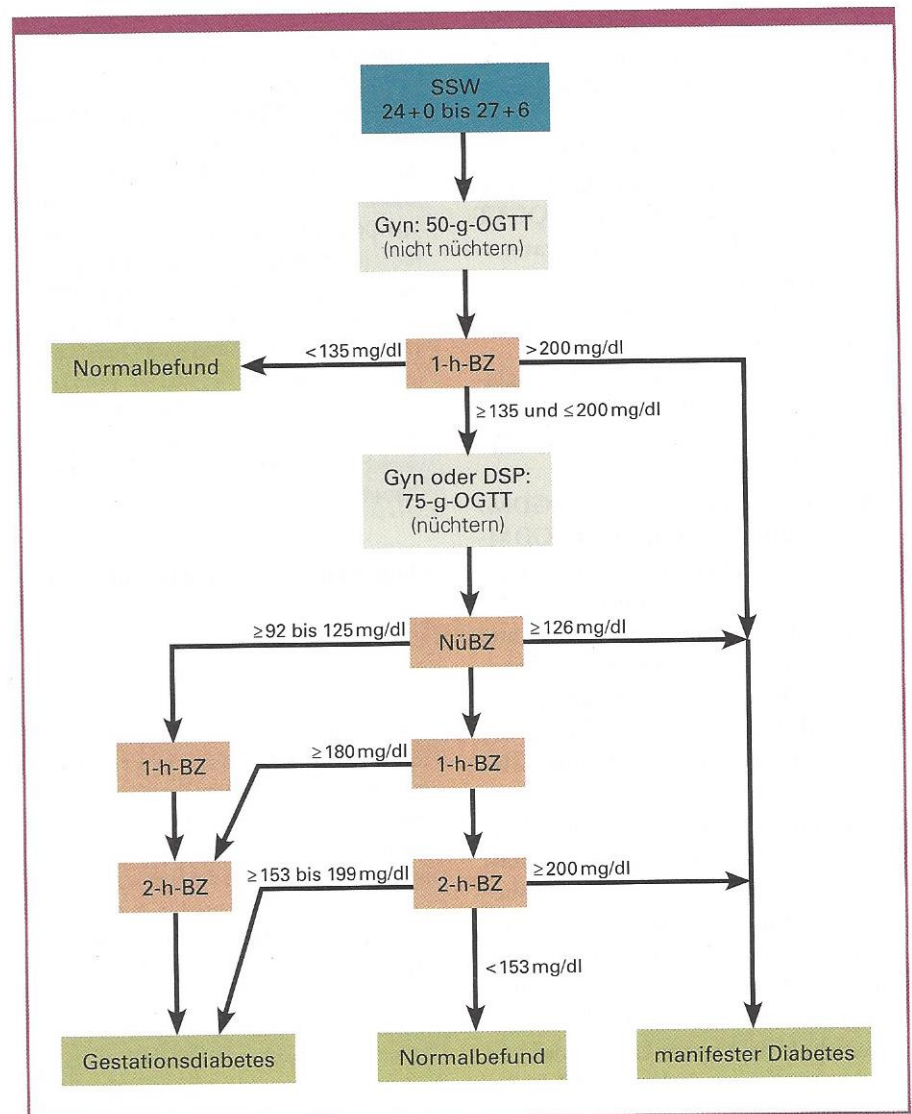 SSW
24+0 bis 27+6
Gyn: 50-g-OGTT
(nicht nüchtern)
<135 mg/dl
>200 mg/dl
Normalbefund
1-h-BZ
≥135 und ≤200 mg/dl
Gyn oder DSP:
75-g-OGTT
(nüchtern)
≥92 bis 125 mg/dl
≥126 mg/dl
NüBZ
≥180 mg/dl
1-h-BZ
1-h-BZ
≥153 bis 199 mg/dl
≥200 mg/dl
2-h-BZ
2-h-BZ
<153 mg/dl
Gestationsdiabetes
Normalbefund
manifester Diabetes